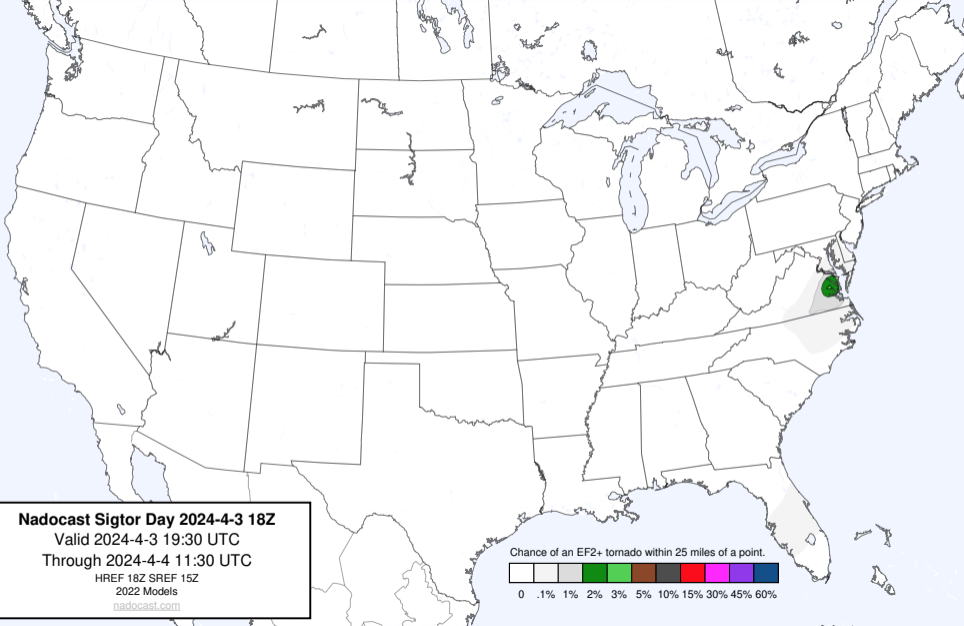 Nadocast Sigtor Day 2024-4-3 18Z
Valid 2024-4-3 19:30 UTC
Through 2024-4-4 11:30 UTC
HREF 18Z SREF 15Z
2022 Models
nadocast.com
Chance of an EF2+ tornado within 25 miles of a point.
0 .1% 1% 2% 3% 5% 10% 15% 30% 45% 60%